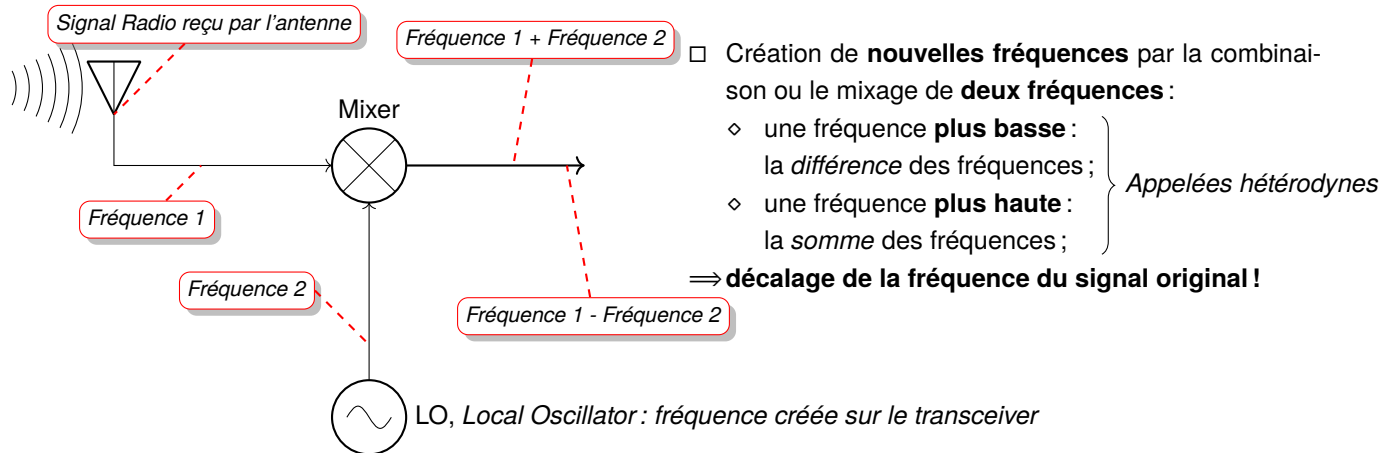 Signal Radio reçu par l'antenne
Fréquence 1 + Fréquence 2
Mixer
Fréquence 1
Fréquence 2
Fréquence 1 - Fréquence 2
LO, Local Oscillator : fréquence créée sur le transceiver
□ Création de nouvelles fréquences par la combinai-
son ou le mixage de deux fréquences :
⋄ une fréquence plus basse :
la différence des fréquences ;
⋄ une fréquence plus haute :
la somme des fréquences ;
Appelées hétérodynes
⟹ décalage de la fréquence du signal original !